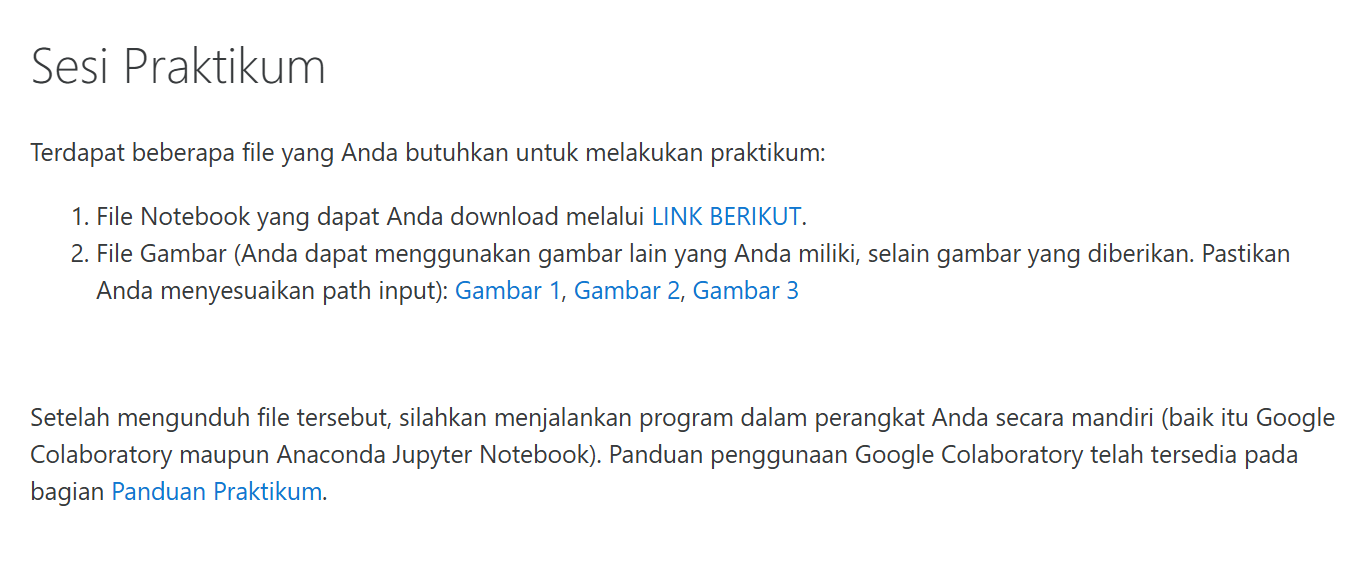 Sesi Praktikum
Terdapat beberapa file yang Anda butuhkan untuk melakukan praktikum:
1. File Notebook yang dapat Anda download melalui LINK BERIKUT.
2. File Gambar (Anda dapat menggunakan gambar lain yang Anda miliki, selain gambar yang diberikan. Pastikan
Anda menyesuaikan path input): Gambar 1, Gambar 2, Gambar 3
Setelah mengunduh file tersebut, silahkan menjalankan program dalam perangkat Anda secara mandiri (baik itu Google
Colaboratory maupun Anaconda Jupyter Notebook). Panduan penggunaan Google Colaboratory telah tersedia pada
bagian Panduan Praktikum.